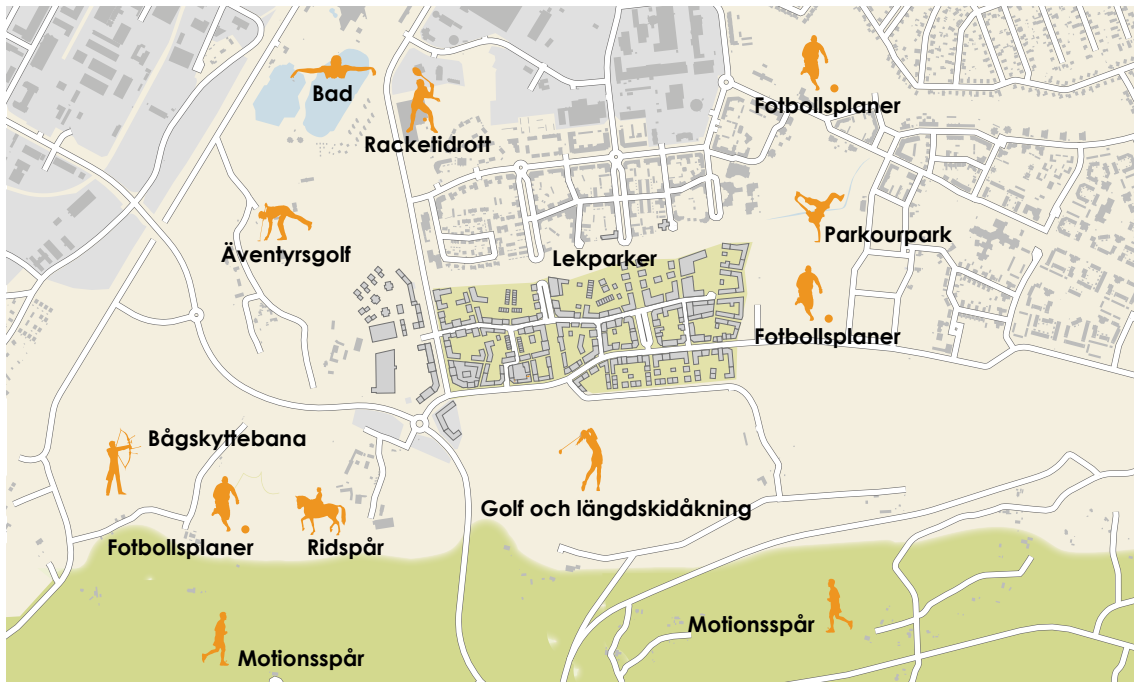 Bad
Fotbollsplaner
Racketidrott
Parkourpark
Äventyrsgolf
Lekparker
Fotbollsplaner
Bågskyttebana
Golf och längdskidåkning
Fotbollsplaner
Ridspår
Motionsspår
Motionsspår